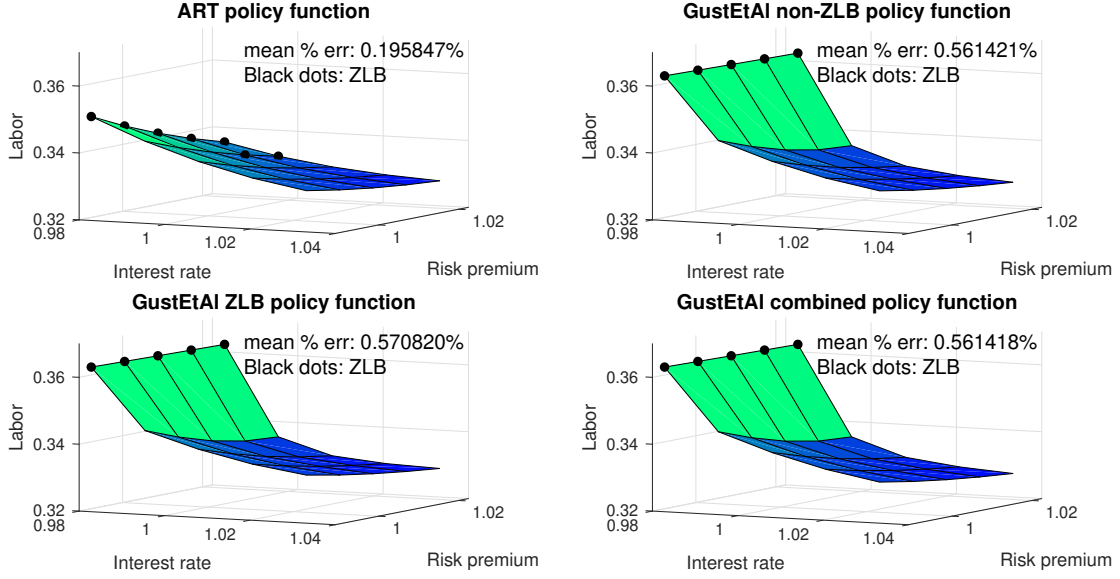 ART policy function
mean % err: 0.195847%
Black dots: ZLB
0.36
0.34
0.32
Labor
0.98
1
1.02
1.04
Interest rate
1
1.02
Risk premium
GustEtAl non-ZLB policy function
mean % err: 0.561421%
Black dots: ZLB
0.36
0.34
0.32
Labor
0.98
1
1.02
1.04
Interest rate
1
1.02
Risk premium
GustEtAl ZLB policy function
mean % err: 0.570820%
Black dots: ZLB
0.36
0.34
0.32
Labor
0.98
1
1.02
1.04
Interest rate
1
1.02
Risk premium
GustEtAl combined policy function
mean % err: 0.561418%
Black dots: ZLB
0.36
0.34
0.32
Labor
0.98
1
1.02
1.04
Interest rate
1
1.02
Risk premium